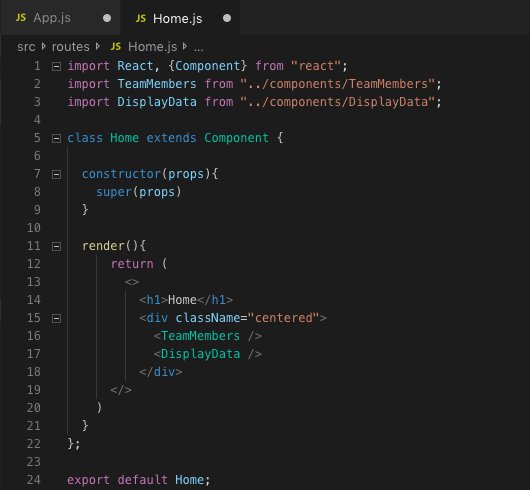 JS App.js
JS Home.js
src routes JS Home.js ...
1 import React, {Component} from "react";
2 import TeamMembers from "../components/TeamMembers";
3 import DisplayData from "../components/DisplayData";
4
5 class Home extends Component {
6
7 constructor(props){
8 super(props)
9 }
10
11 render(){
12 return (
13 <>
14 <h1>Home</h1>
15 <div className="centered">
16 <TeamMembers />
17 <DisplayData />
18 </div>
19 </>
20 )
21 }
22 };
23
24 export default Home;